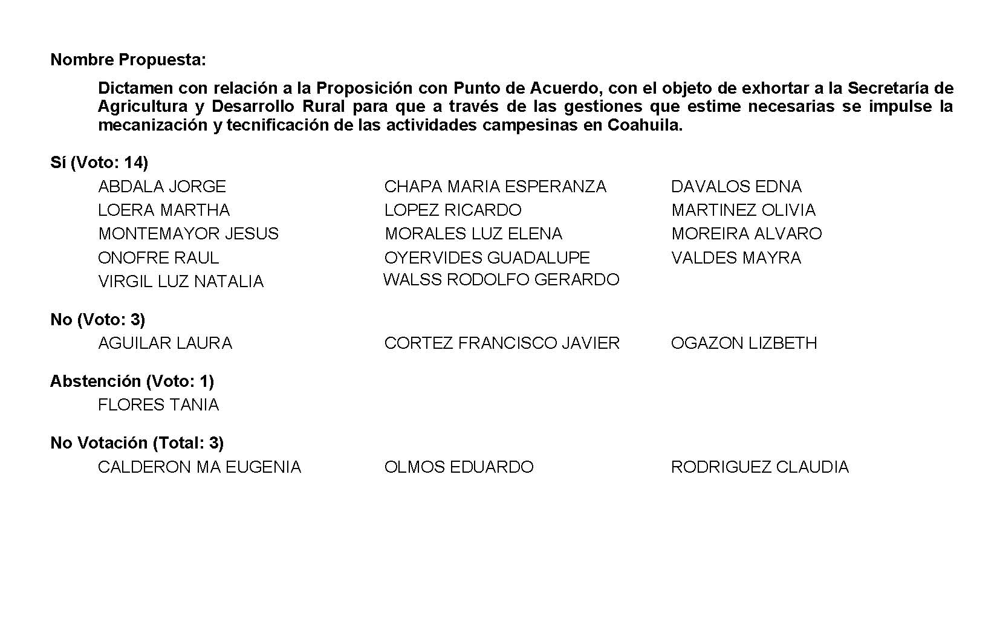 Nombre Propuesta:
Dictamen con relación a la Proposición con Punto de Acuerdo, con el objeto de exhortar a la Secretaría de
Agricultura y Desarrollo Rural para que a través de las gestiones que estime necesarias se impulse la
mecanización y tecnificación de las actividades campesinas en Coahuila.
Sí (Voto: 14)
ABDALA JORGE CHAPA MARIA ESPERANZA DAVALOS EDNA
LOERA MARTHA LOPEZ RICARDO MARTINEZ OLIVIA
MONTEMAYOR JESUS MORALES LUZ ELENA MOREIRA ALVARO
ONOFRE RAUL OYERVIDES GUADALUPE VALDES MAYRA
VIRGIL LUZ NATALIA WALSS RODOLFO GERARDO
No (Voto: 3)
AGUILAR LAURA CORTEZ FRANCISCO JAVIER OGAZON LIZBETH
Abstención (Voto: 1)
FLORES TANIA
No Votación (Total: 3)
CALDERON MA EUGENIA OLMOS EDUARDO RODRIGUEZ CLAUDIA